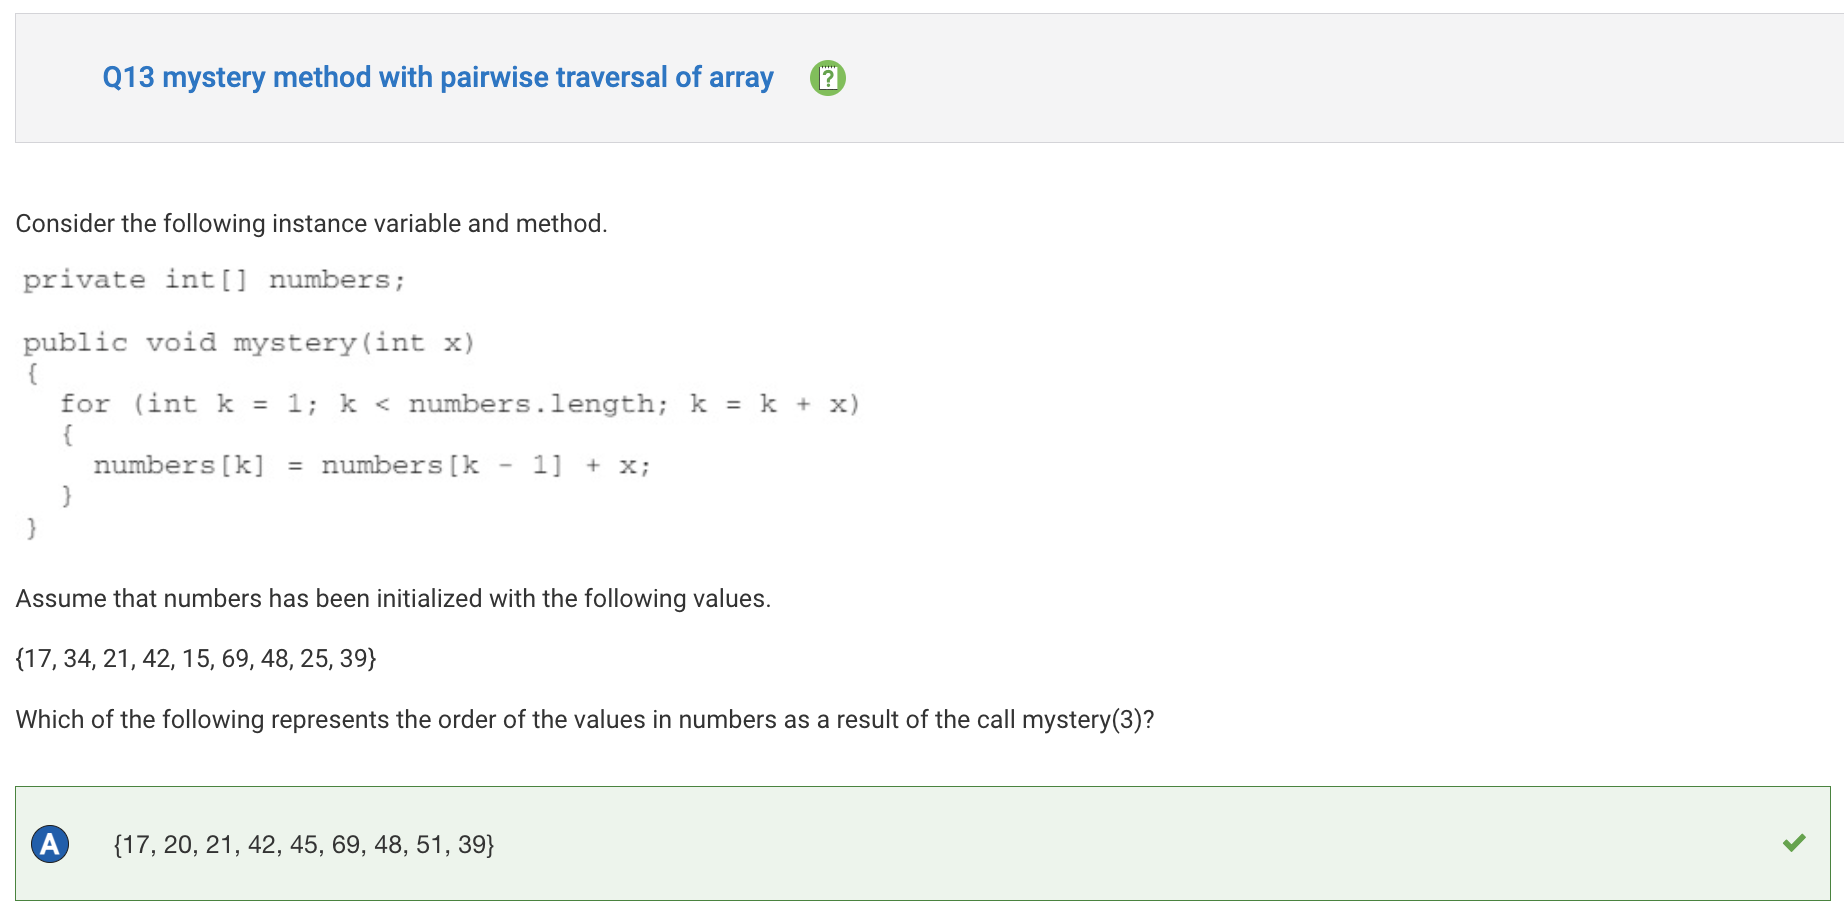 Q13 mystery method with pairwise traversal of array ?
Consider the following instance variable and method.
private int[] numbers;
public void mystery(int x)
{
for (int k = 1; k < numbers.length; k = k + x)
{
numbers[k] = numbers[k - 1] + x;
}
}
Assume that numbers has been initialized with the following values.
{17, 34, 21, 42, 15, 69, 48, 25, 39}
Which of the following represents the order of the values in numbers as a result of the call mystery(3)?
A {17, 20, 21, 42, 45, 69, 48, 51, 39}